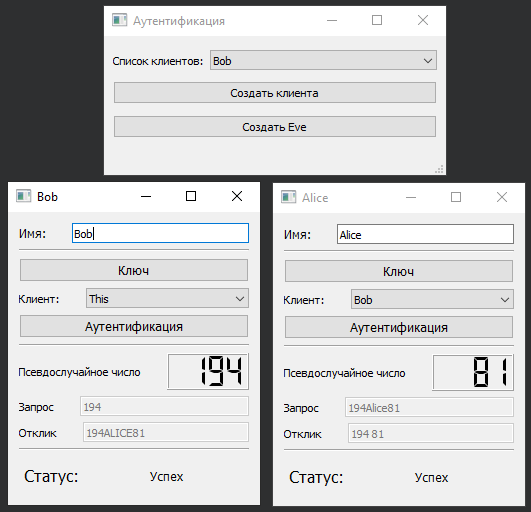 Аутентификация
Список клиентов: Bob
Создать клиента
Создать Eve
Bob
Имя: Bob
Ключ
Клиент: This
Аутентификация
Псевдослучайное число 194
Запрос 194
Отклик 194ALICE81
Статус: Успех
Alice
Имя: Alice
Ключ
Клиент: Bob
Аутентификация
Псевдослучайное число 81
Запрос 194Alice81
Отклик 194 81
Статус: Успех